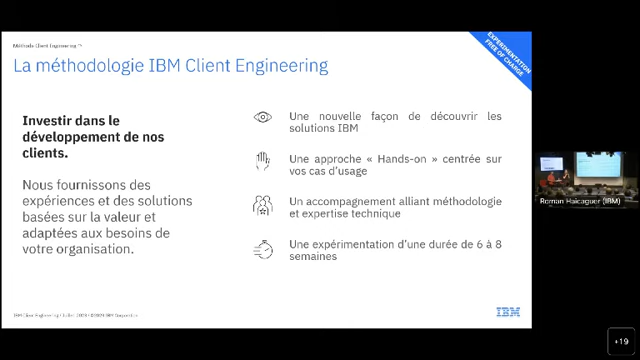 Méthode Client Engineering
EXPERIMENTATION
FREE OF CHARGE
La méthodologie IBM Client Engineering
Investir dans le
développement de nos
clients.
Nous fournissons des
expériences et des solutions
basées sur la valeur et
adaptées aux besoins de
votre organisation.
Une nouvelle façon de découvrir les
solutions IBM
Une approche « Hands-on » centrée sur
vos cas d'usage
Un accompagnement alliant méthodologie
et expertise technique
Une expérimentation d'une durée de 6 à 8
semaines
IBM
Roman Haicaguer (IBM)
+19